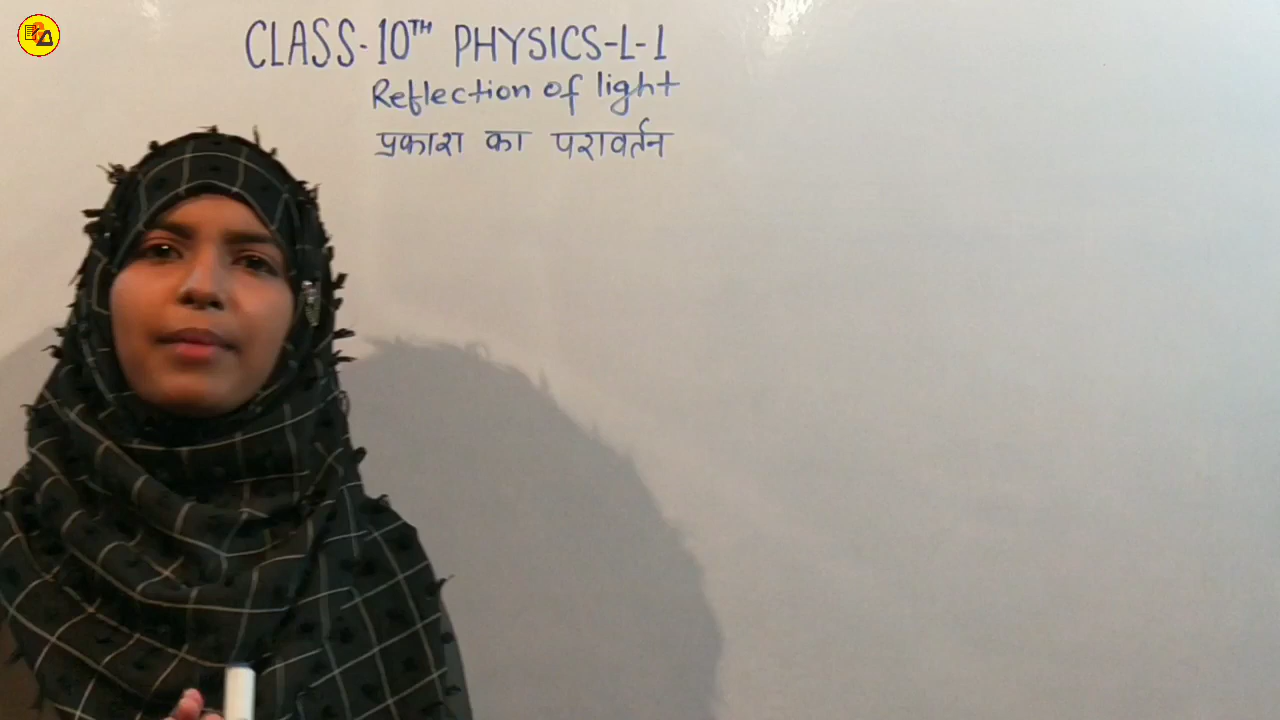 CLASS-10TH PHYSICS-L-1
Reflection of light
प्रकाश का परावर्तन